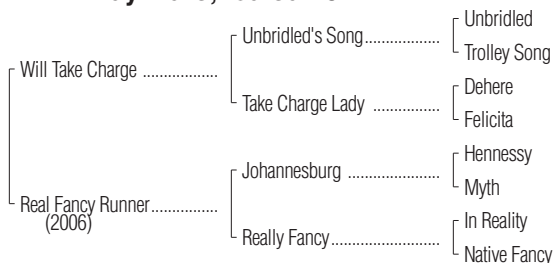 Unbridled
Unbridled's Song..................
Trolley Song
Will Take Charge ..................
Dehere
Take Charge Lady ................
Felicita
Hennessy
Johannesburg ......................
Myth
Real Fancy Runner................
(2006)
In Reality
Really Fancy..........................
Native Fancy